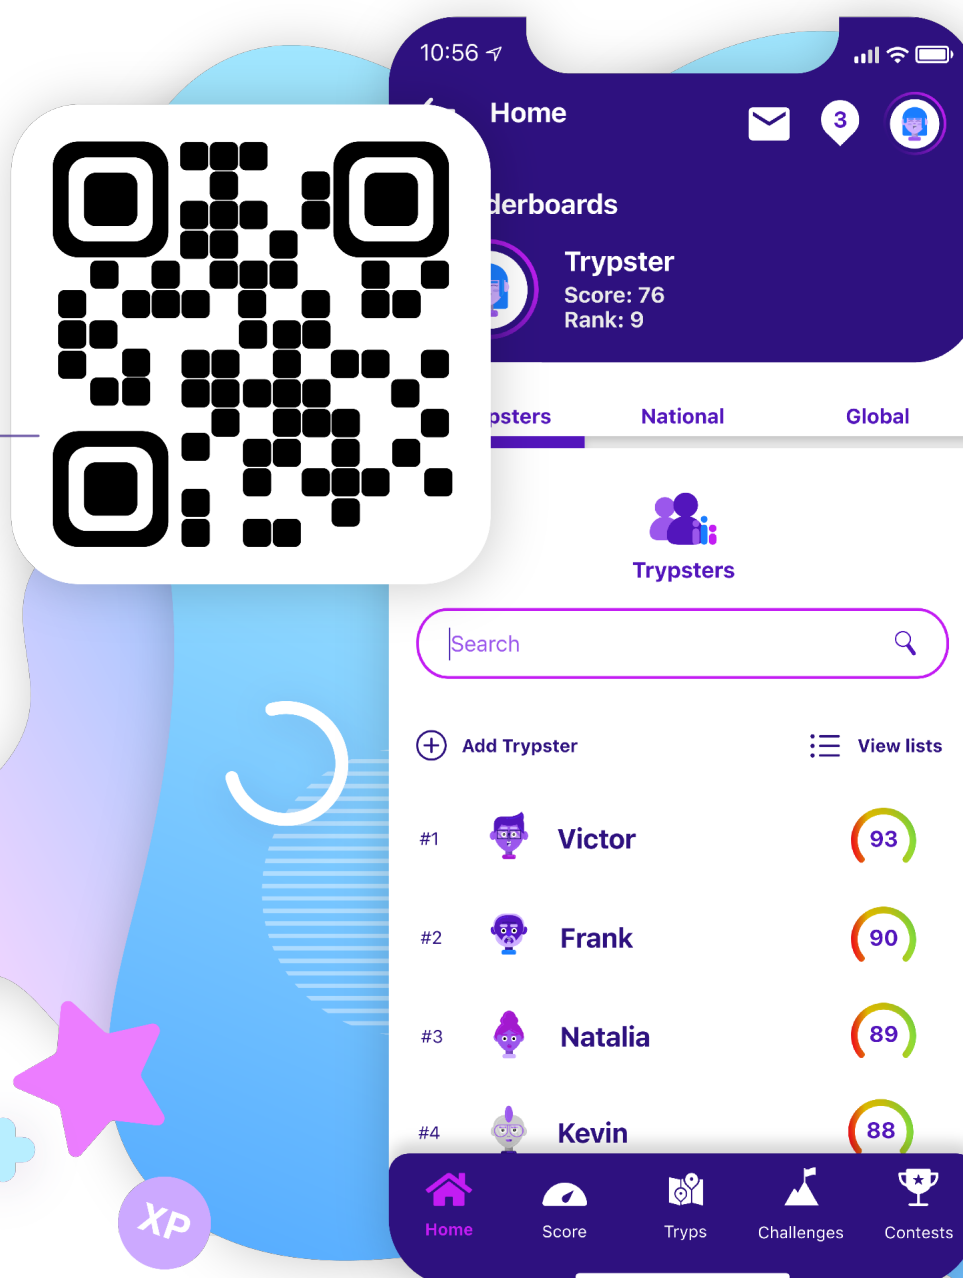 10:56
Home
3
derboards
Trypster
Score: 76
Rank: 9
psters
National
Global
Trypsters
Search
Add Trypster
View lists
#1
Victor
93
#2
Frank
90
#3
Natalia
89
#4
Kevin
88
XP
Home
Score
Tryps
Challenges
Contests